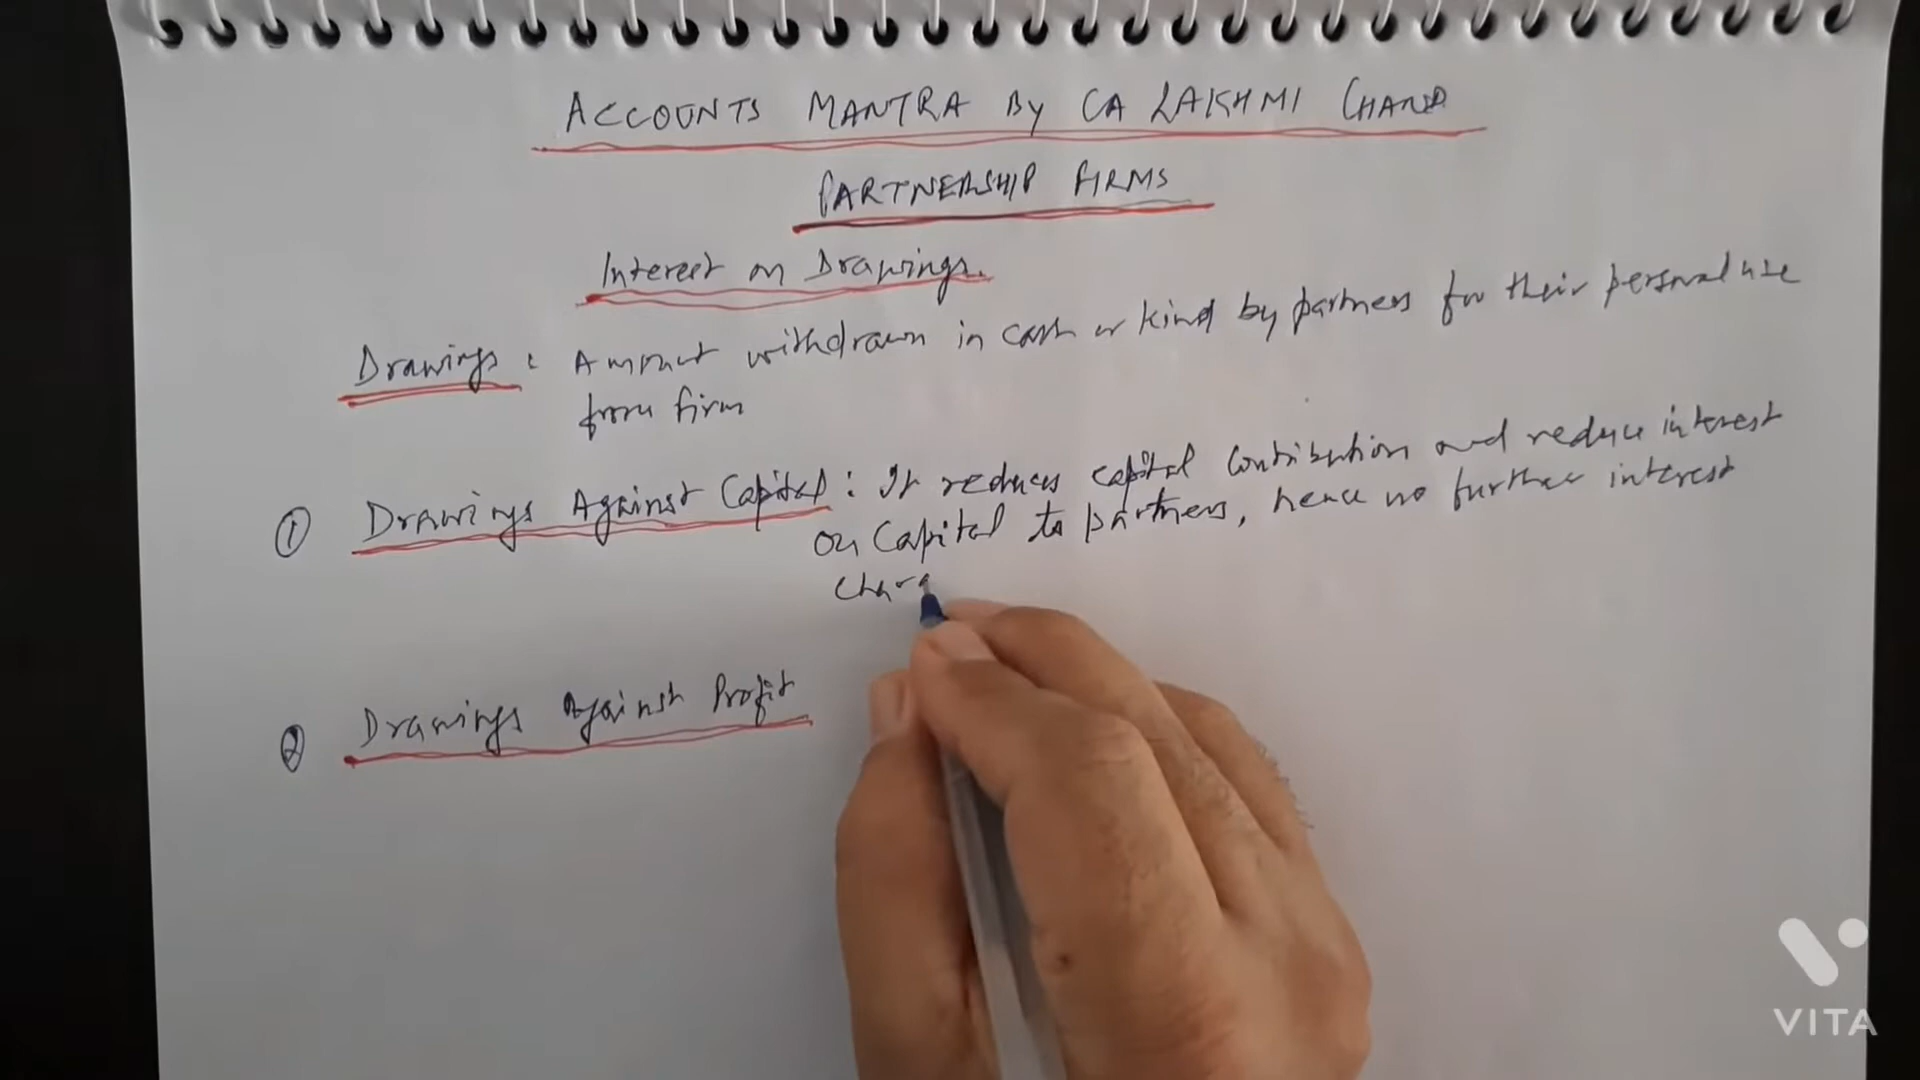 ACCOUNTS MANTRA By CA LAKHMI CHAND
PARTNERSHIP FIRMS
Interest on Drawings.
Drawings : Amount withdrawn in cash or kind by partners for their personal use
from firm
① Drawings Against Capital : It reduces capital contribution and reduce interest
on Capital to partners, hence no further interest
charg
② Drawings Against Profit
VITA